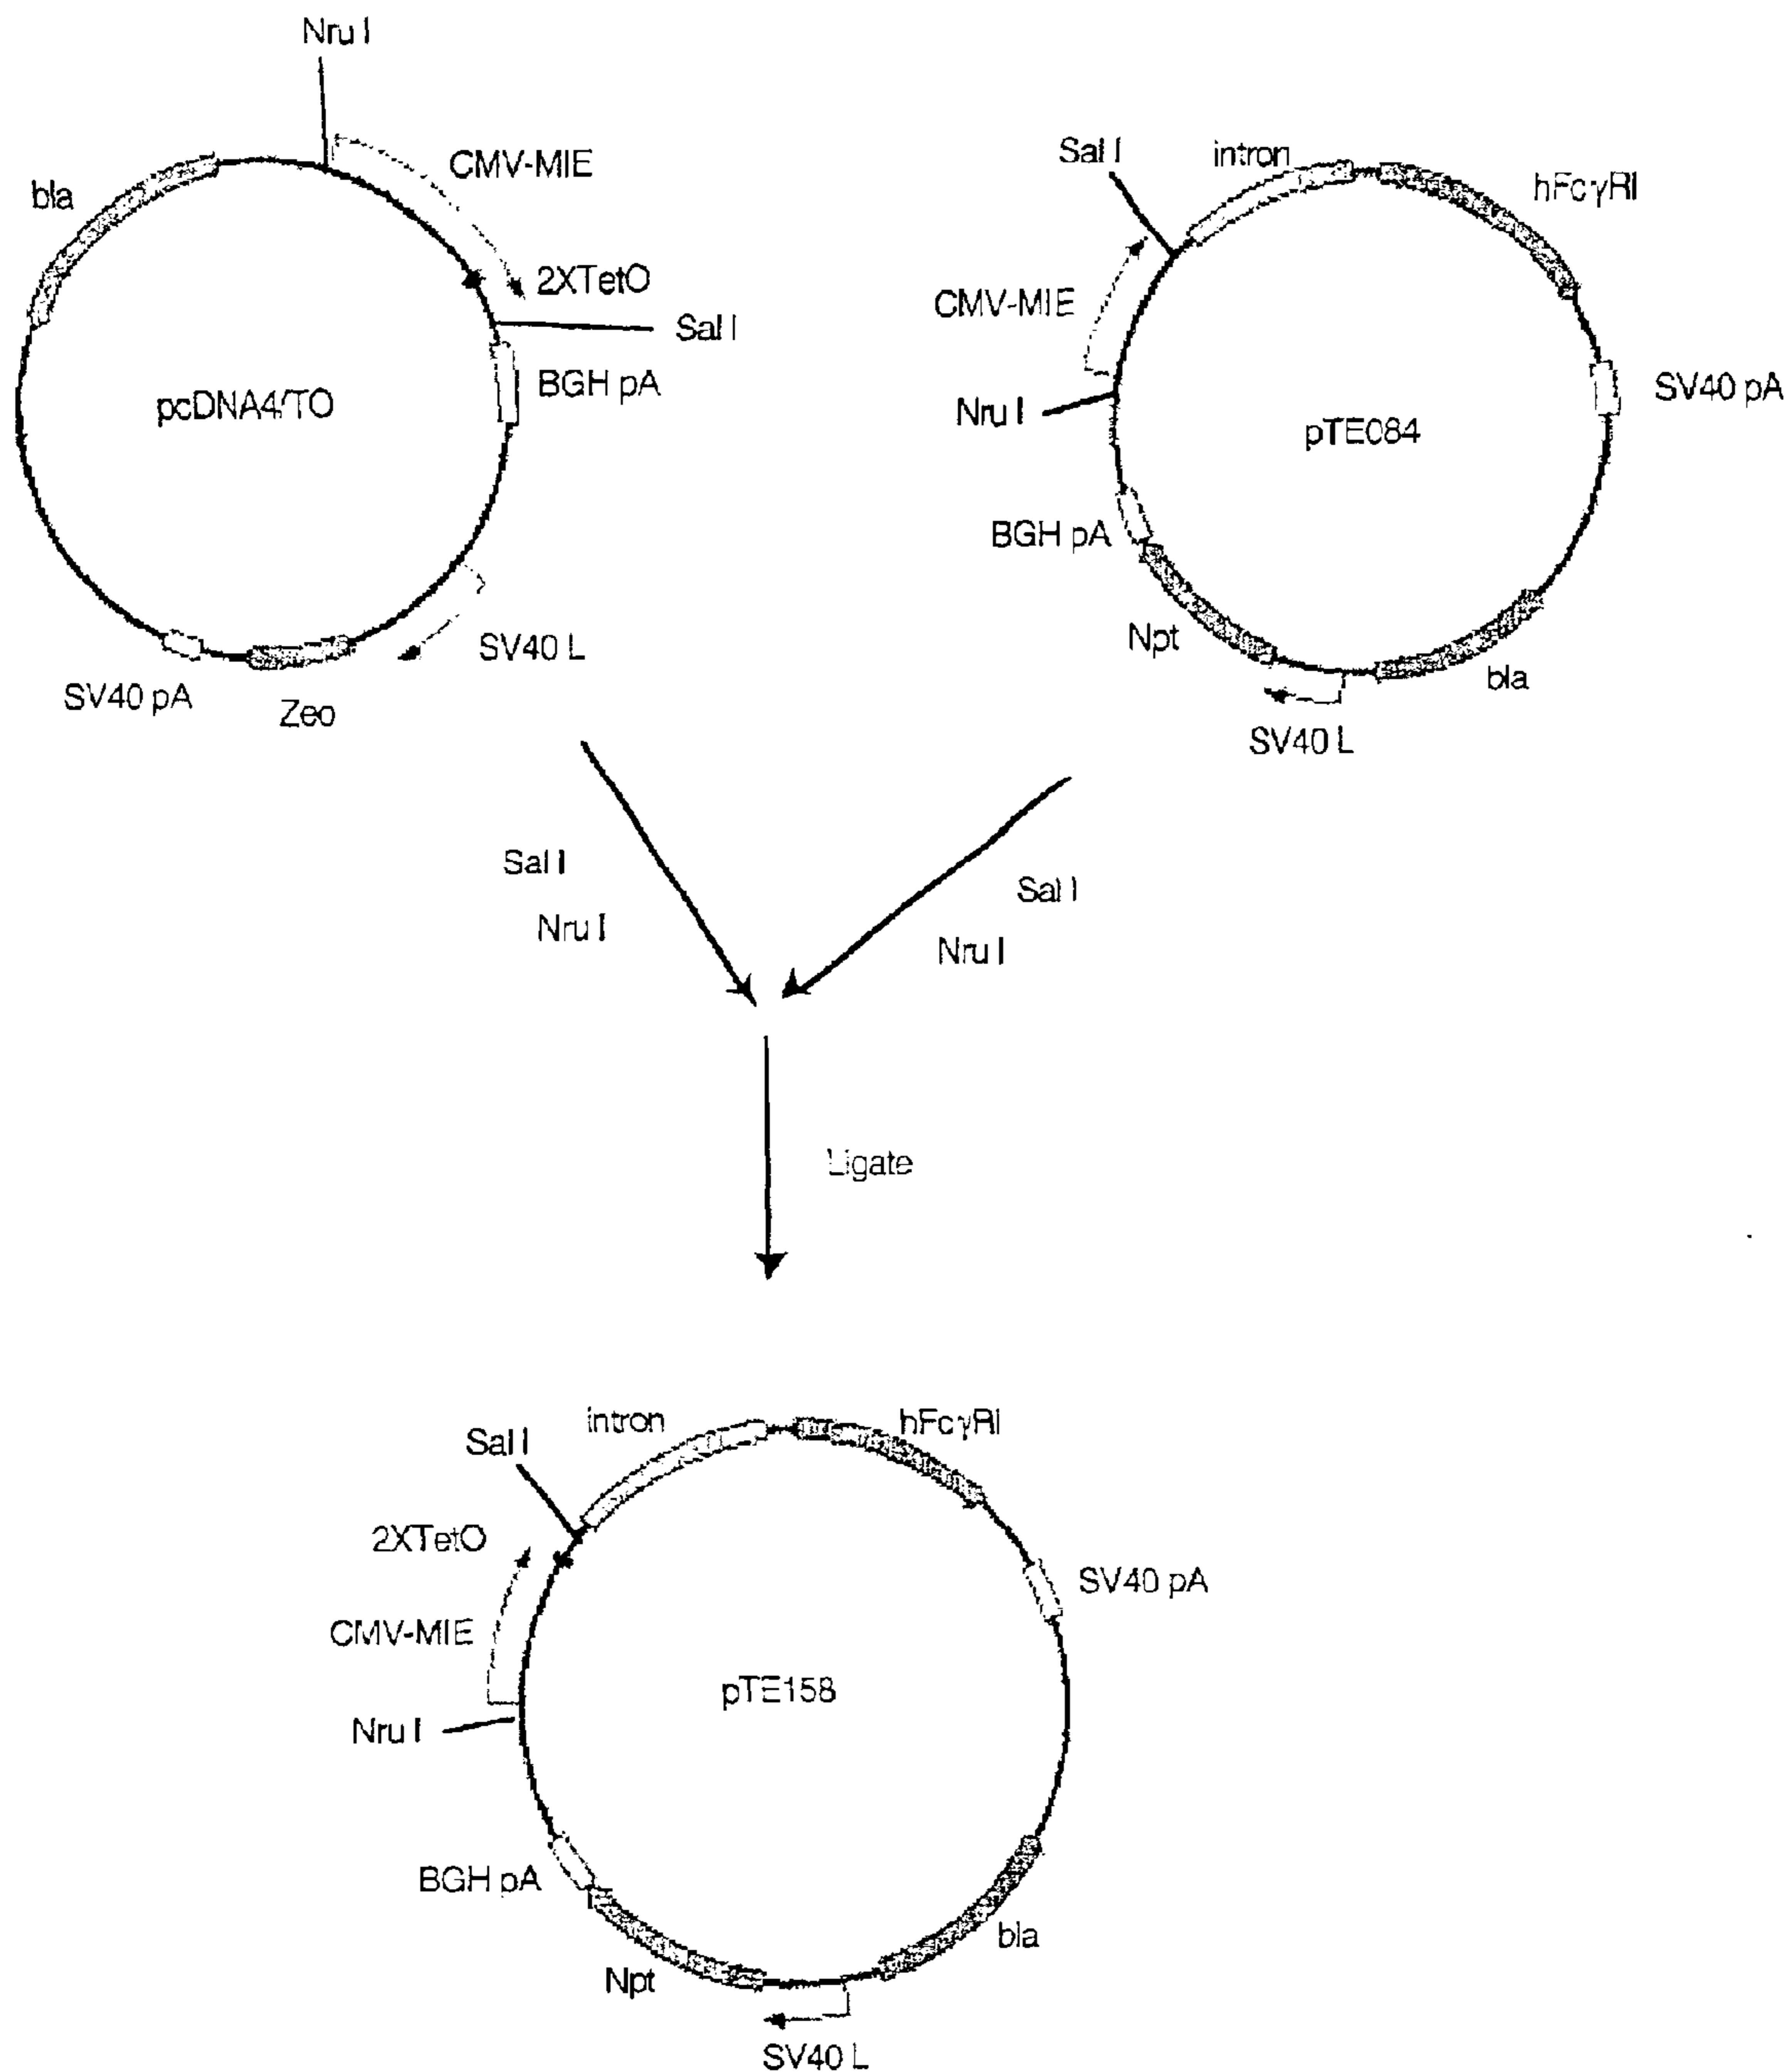 Nru I
CMV-MIE
bla
2XTetO
Sal I
BGH pA
pcDNA4/TO
SV40 L
SV40 pA
Zeo
Sal I
intron
hFcγRI
CMV-MIE
SV40 pA
Nru I
pTE084
BGH pA
Npt
bla
SV40 L
Sal I
Nru I
Sal I
Nru I
Ligate
intron
hFcγRI
Sal I
2XTetO
SV40 pA
CMV-MIE
pTE158
Nru I
BGH pA
bla
Npt
SV40 L